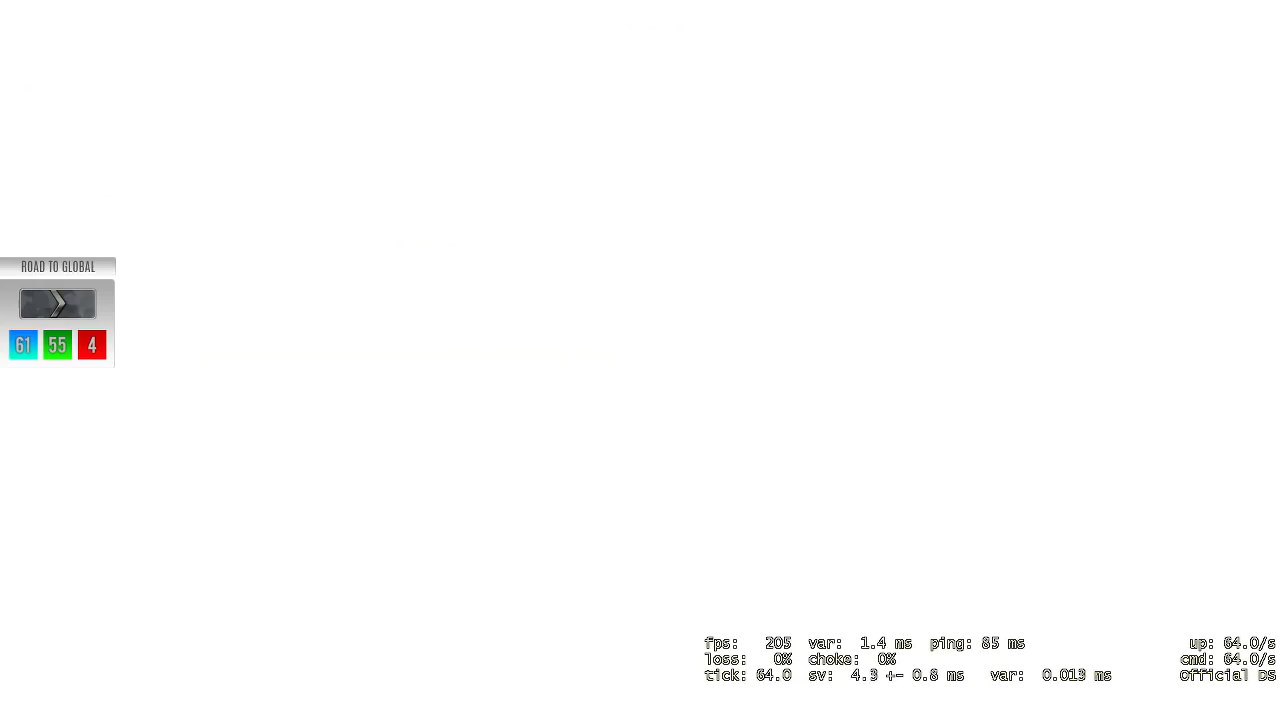 ROAD TO GLOBAL
61 55 4
fps: 205 var: 1.4 ms ping: 85 ms up: 64.0/s
loss: 0% choke: 0% cmd: 64.0/s
tick: 64.0 sv: 4.3 +- 0.8 ms var: 0.013 ms Official DS